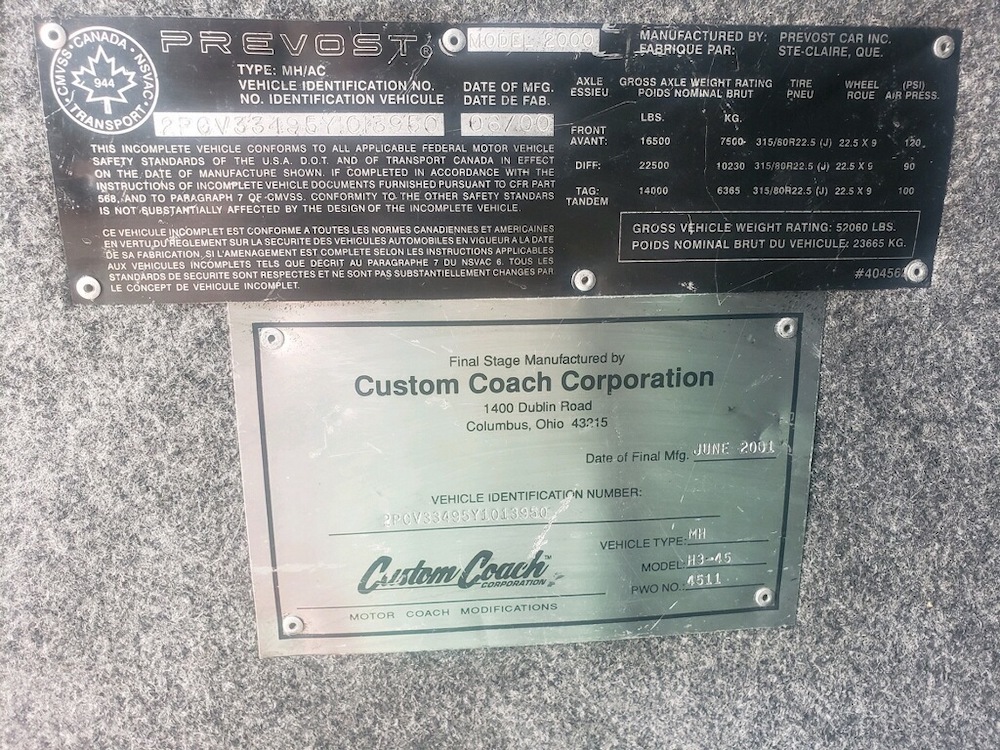 CANADA
CMVSS
NSVAC
944
TRANSPORT
PREVOST®
MODEL-2000
MANUFACTURED BY: PREVOST CAR INC.
FABRIQUE PAR: STE-CLAIRE, QUE.
TYPE: MH/AC
VEHICLE IDENTIFICATION NO. DATE OF MFG.
NO. IDENTIFICATION VEHICULE DATE DE FAB.
2PCV33495Y1013950 06/00
THIS INCOMPLETE VEHICLE CONFORMS TO ALL APPLICABLE FEDERAL MOTOR VEHICLE
SAFETY STANDARDS OF THE U.S.A. D.O.T. AND OF TRANSPORT CANADA IN EFFECT
ON THE DATE OF MANUFACTURE SHOWN. IF COMPLETED IN ACCORDANCE WITH THE
INSTRUCTIONS OF INCOMPLETE VEHICLE DOCUMENTS FURNISHED PURSUANT TO CFR PART
568, AND TO PARAGRAPH 7 OF CMVSS. CONFORMITY TO THE OTHER SAFETY STANDARS
IS NOT SUBSTANTIALLY AFFECTED BY THE DESIGN OF THE INCOMPLETE VEHICLE.
CE VEHICULE INCOMPLET EST CONFORME A TOUTES LES NORMES CANADIENNES ET AMERICAINES
EN VERTU DU REGLEMENT SUR LA SECURITE DES VEHICULES AUTOMOBILES EN VIGUEUR A LA DATE
DE SA FABRICATION, SI L'AMENAGEMENT EST COMPLETE SELON LES INSTRUCTIONS APPLICABLES
AUX VEHICULES INCOMPLETS TELS QUE DECRIT AU PARAGRAPHE 7 DU NSVAC 6. TOUS LES
STANDARDS DE SECURITE SONT RESPECTES ET NE SONT PAS SUBSTANTIELLEMENT CHANGES PAR
LE CONCEPT DE VEHICULE INCOMPLET.
AXLE GROSS AXLE WEIGHT RATING TIRE WHEEL (PSI)
ESSIEU POIDS NOMINAL BRUT PNEU ROUE AIR PRESS.
LBS. KG.
FRONT
AVANT: 16500 7500 315/80R22.5 (J) 22.5 X 9 120
DIFF: 22500 10230 315/80R22.5 (J) 22.5 X 9 90
TAG: 14000 6365 315/80R22.5 (J) 22.5 X 9 100
TANDEM
GROSS VEHICLE WEIGHT RATING: 52060 LBS.
POIDS NOMINAL BRUT DU VEHICULE: 23665 KG.
Final Stage Manufactured by
Custom Coach Corporation
1400 Dublin Road
Columbus, Ohio 43215
Date of Final Mfg. JUNE 2001
VEHICLE IDENTIFICATION NUMBER:
2PCV33495Y1013950
VEHICLE TYPE: MH
MODEL: H3-45
PWO NO.: 4511
Custom Coach™
CORPORATION
MOTOR COACH MODIFICATIONS